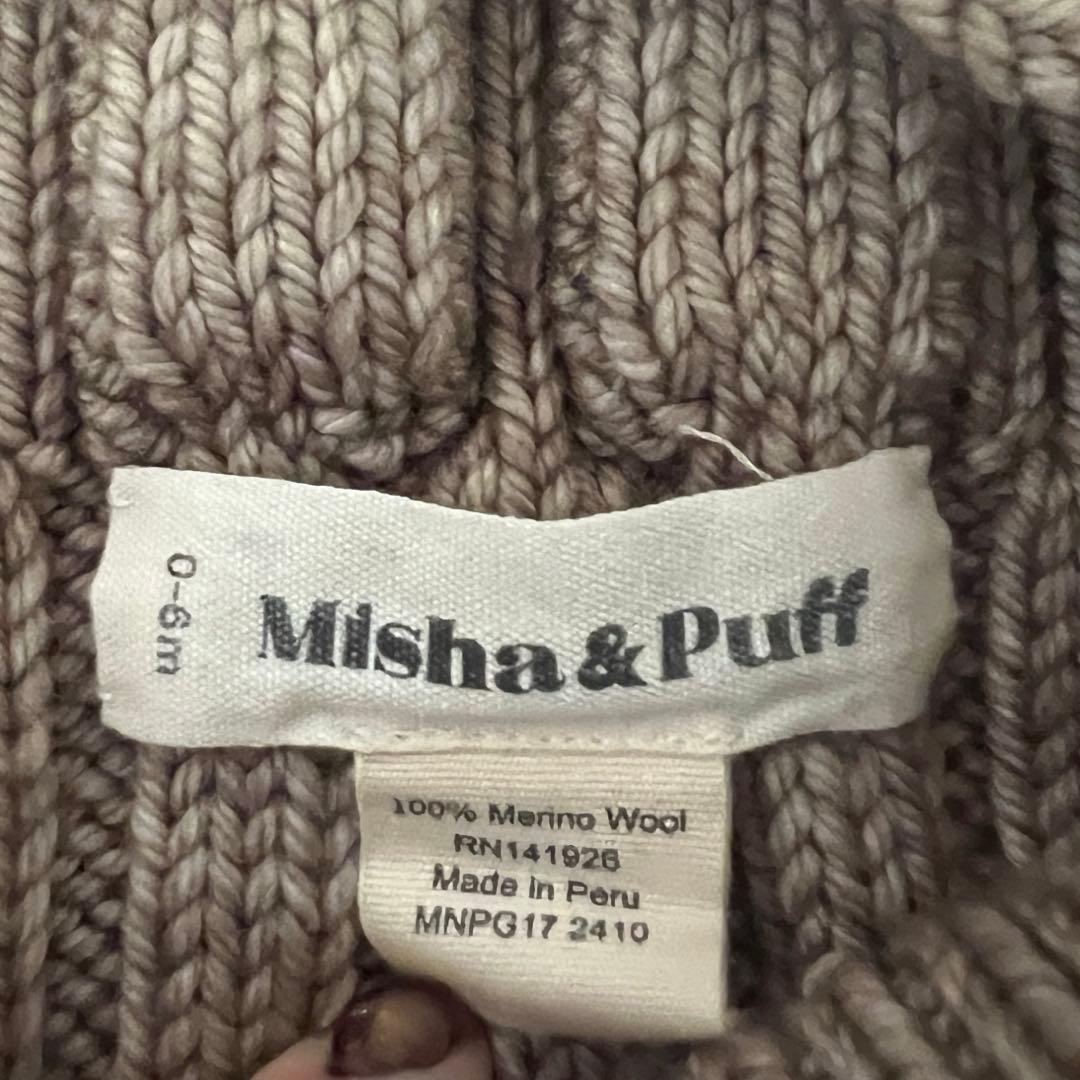 0-6m
Misha & Puff
100% Merino Wool
RN141926
Made in Peru
MNPG17 2410